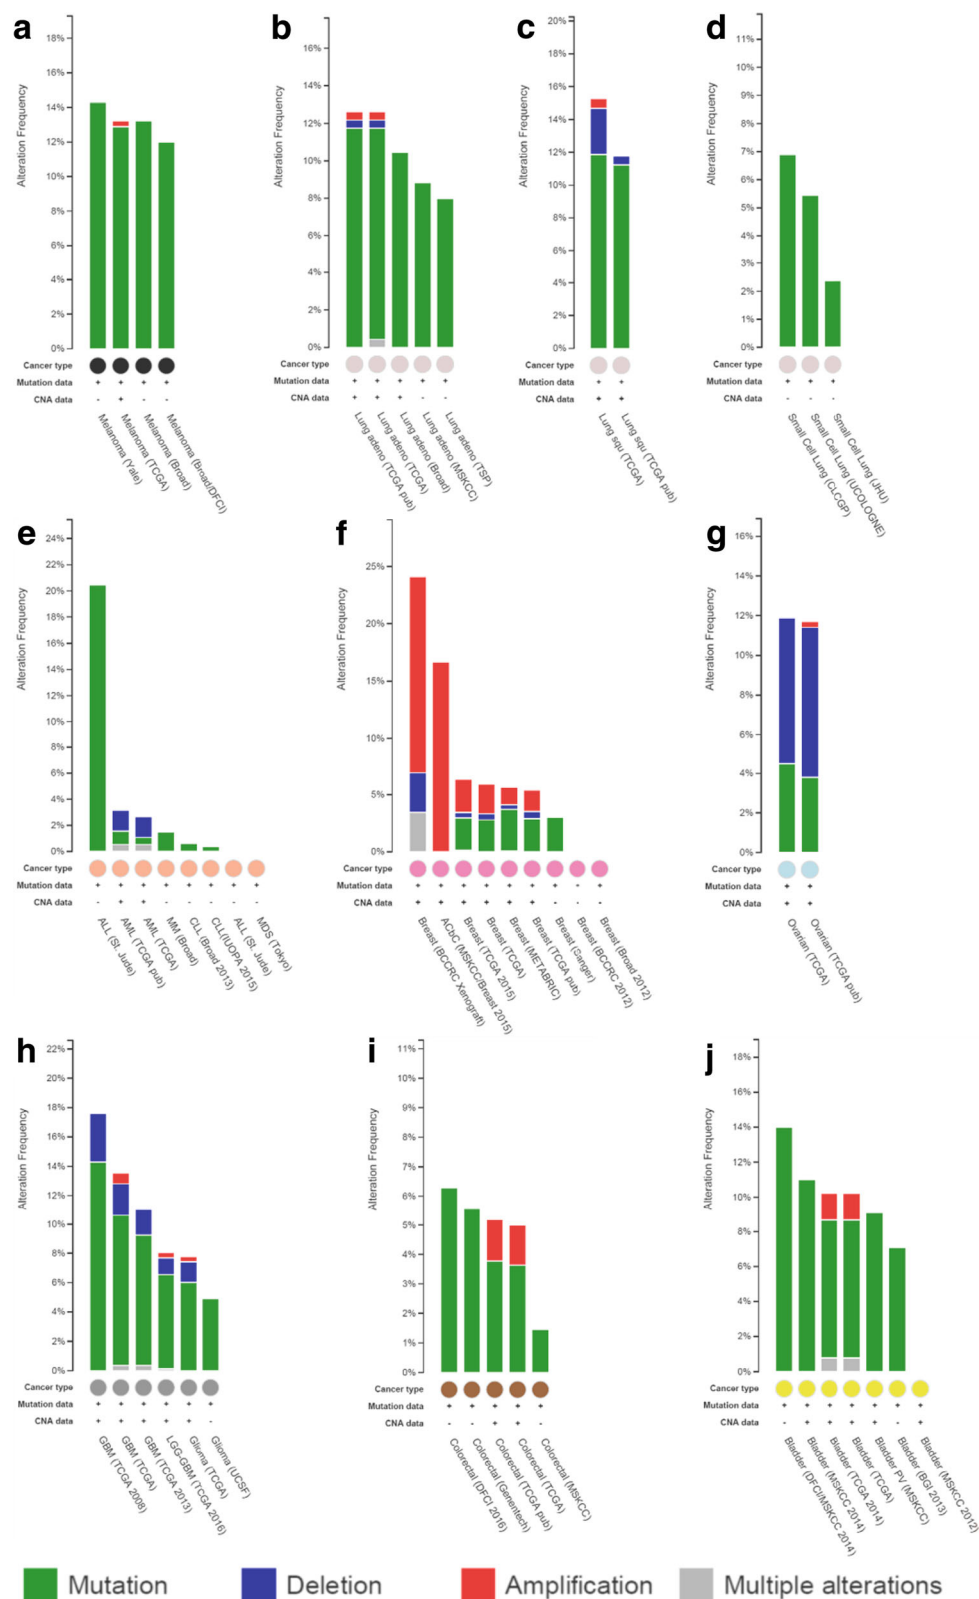 a
b
c
d
Alteration Frequency
18%
16%
14%
12%
10%
8%
6%
4%
2%
0%
Cancer type
Mutation data
+ + + +
CNA data
- + - -
Melanoma (Yale)
Melanoma (TCGA)
Melanoma (Broad)
Melanoma (Broad/DFCI)
Alteration Frequency
16%
14%
12%
10%
8%
6%
4%
2%
0%
Cancer type
Mutation data
+ + + + +
CNA data
+ + + - -
Lung adeno (TCGA pub)
Lung adeno (TCGA)
Lung adeno (Broad)
Lung adeno (MSKCC)
Lung adeno (TSP)
Alteration Frequency
20%
18%
16%
14%
12%
10%
8%
6%
4%
2%
0%
Cancer type
Mutation data
+ +
CNA data
+ +
Lung squ (TCGA)
Lung squ (TCGA pub)
Alteration Frequency
11%
10%
9%
8%
7%
6%
5%
4%
3%
2%
1%
0%
Cancer type
Mutation data
+ + +
CNA data
- - -
Small Cell Lung (CLCGP)
Small Cell Lung (UCOLOGNE)
Small Cell Lung (JHU)
e
f
g
Alteration Frequency
24%
22%
20%
18%
16%
14%
12%
10%
8%
6%
4%
2%
0%
Cancer type
Mutation data
+ + + + + + + +
CNA data
- + + - - - - -
ALL (St. Jude)
AML (TCGA pub)
AML (TCGA)
MM (Broad)
CLL (Broad 2013)
CLL(IUOPA 2015)
ALL (St. Jude)
MDS (Tokyo)
Alteration Frequency
25%
20%
15%
10%
5%
0%
Cancer type
Mutation data
+ + + + + + + - +
CNA data
+ + + + + + - - -
Breast (BCCRC Xenograft)
ACbC (MSKCC/Breast 2015)
Breast (TCGA 2015)
Breast (TCGA)
Breast (METABRIC)
Breast (TCGA pub)
Breast (Sanger)
Breast (BCCRC 2012)
Breast (Broad 2012)
Alteration Frequency
16%
14%
12%
10%
8%
6%
4%
2%
0%
Cancer type
Mutation data
+ +
CNA data
+ +
Ovarian (TCGA)
Ovarian (TCGA pub)
h
i
j
Alteration Frequency
22%
20%
18%
16%
14%
12%
10%
8%
6%
4%
2%
0%
Cancer type
Mutation data
+ + + + + +
CNA data
+ + + + + -
GBM (TCGA 2008)
GBM (TCGA)
GBM (TCGA 2013)
LGG-GBM (TCGA 2016)
Glioma (TCGA)
Glioma (UCSF)
Alteration Frequency
11%
10%
9%
8%
7%
6%
5%
4%
3%
2%
1%
0%
Cancer type
Mutation data
+ + + + +
CNA data
- - + + -
Colorectal (DFCI 2016)
Colorectal (Genentech)
Colorectal (TCGA pub)
Colorectal (TCGA)
Colorectal (MSKCC)
Alteration Frequency
18%
16%
14%
12%
10%
8%
6%
4%
2%
0%
Cancer type
Mutation data
+ + + + + + +
CNA data
- + + + + - +
Bladder (DFCI/MSKCC 2014)
Bladder (MSKCC 2014)
Bladder (TCGA 2014)
Bladder (TCGA)
Bladder PV (MSKCC)
Bladder (BGI 2013)
Bladder (MSKCC 2012)
Mutation
Deletion
Amplification
Multiple alterations